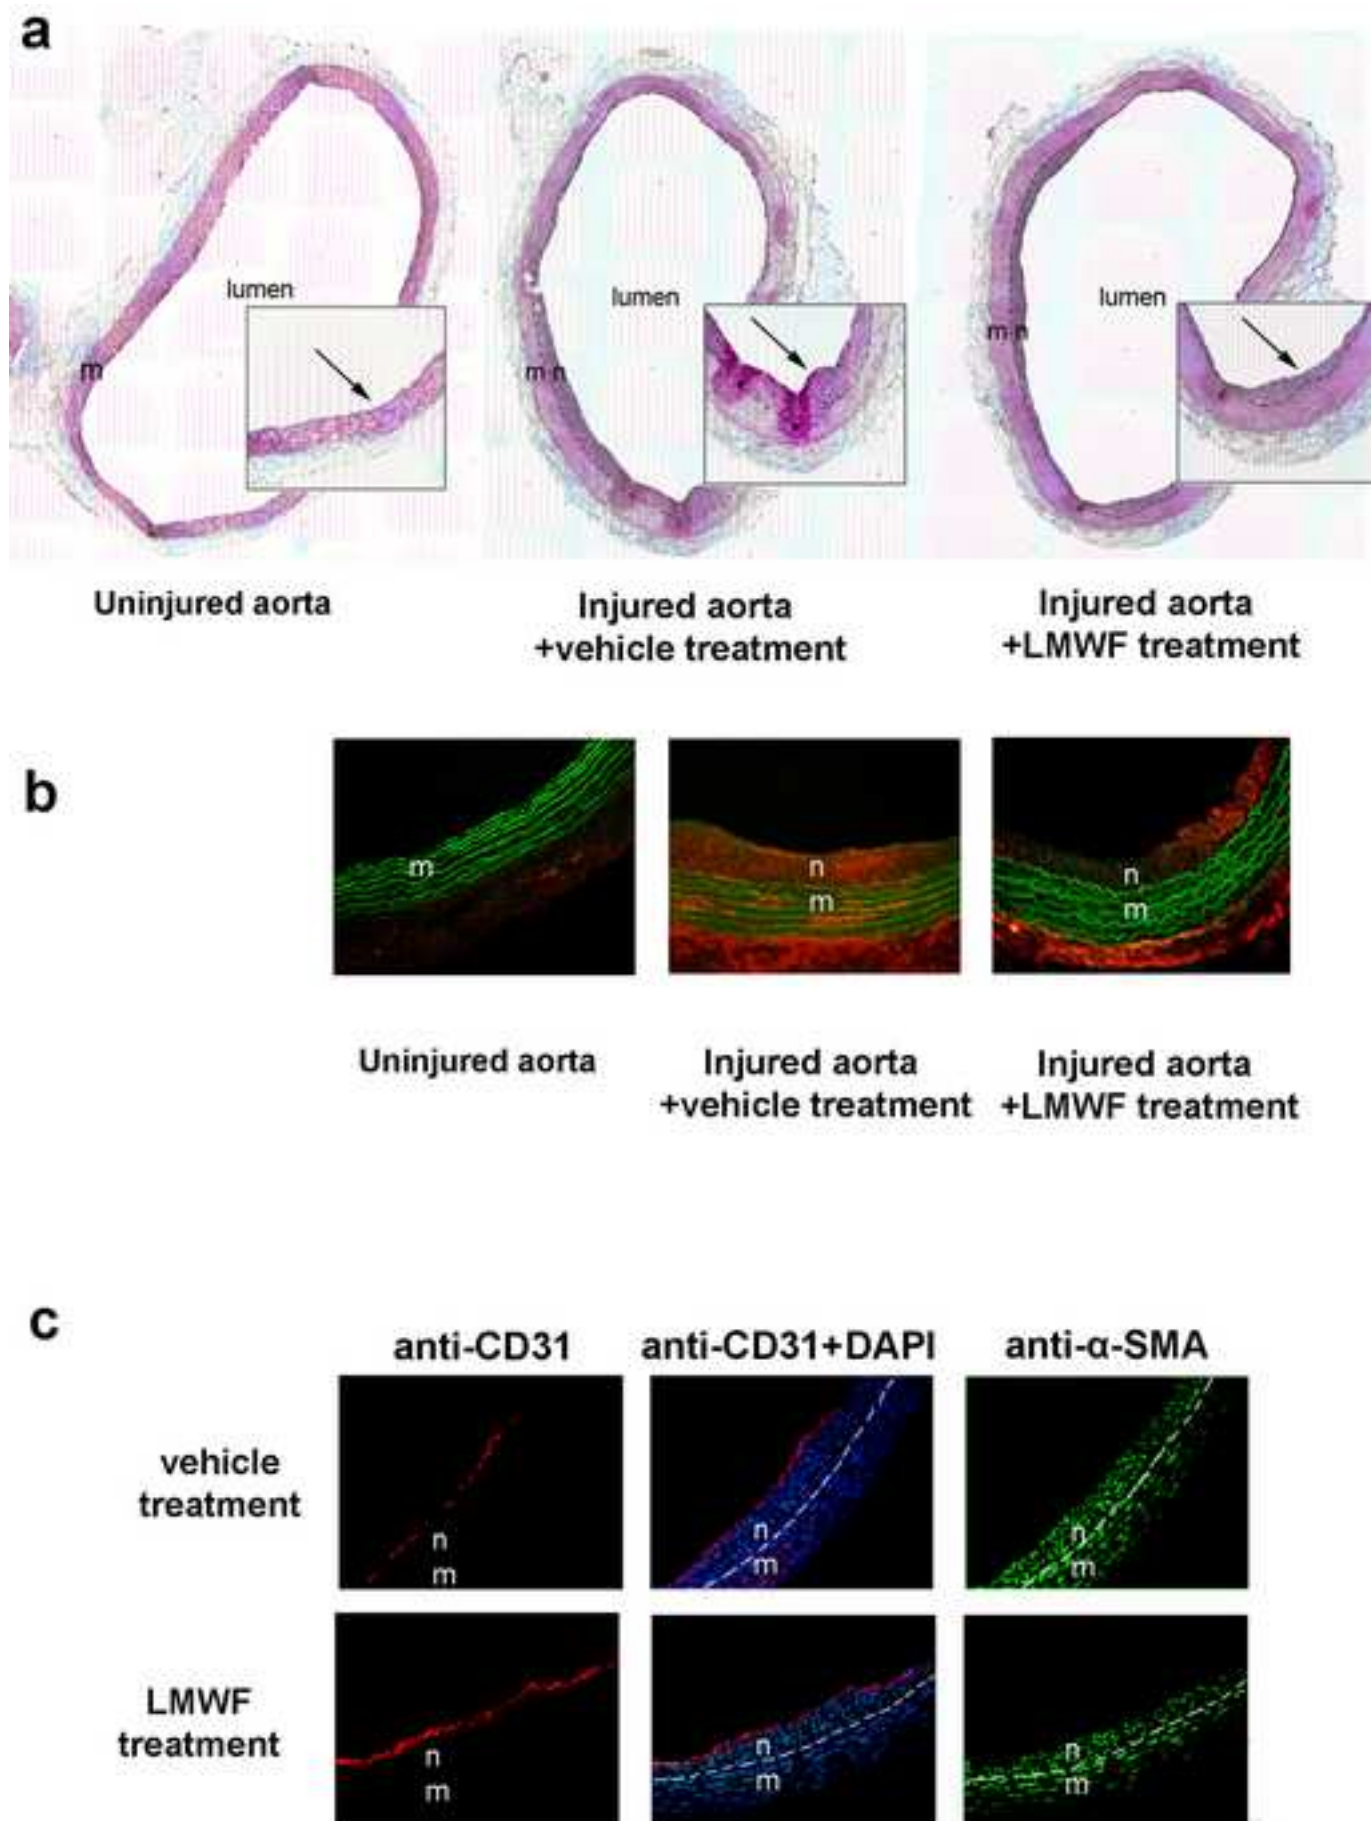 a
lumen
lumen
lumen
m
m n
m n
Uninjured aorta
Injured aorta
+vehicle treatment
Injured aorta
+LMWF treatment
b
m
n
m
n
m
Uninjured aorta
Injured aorta
+vehicle treatment
Injured aorta
+LMWF treatment
c
anti-CD31
anti-CD31+DAPI
anti-α-SMA
vehicle
treatment
n
m
n
m
n
m
LMWF
treatment
n
m
n
m
n
m